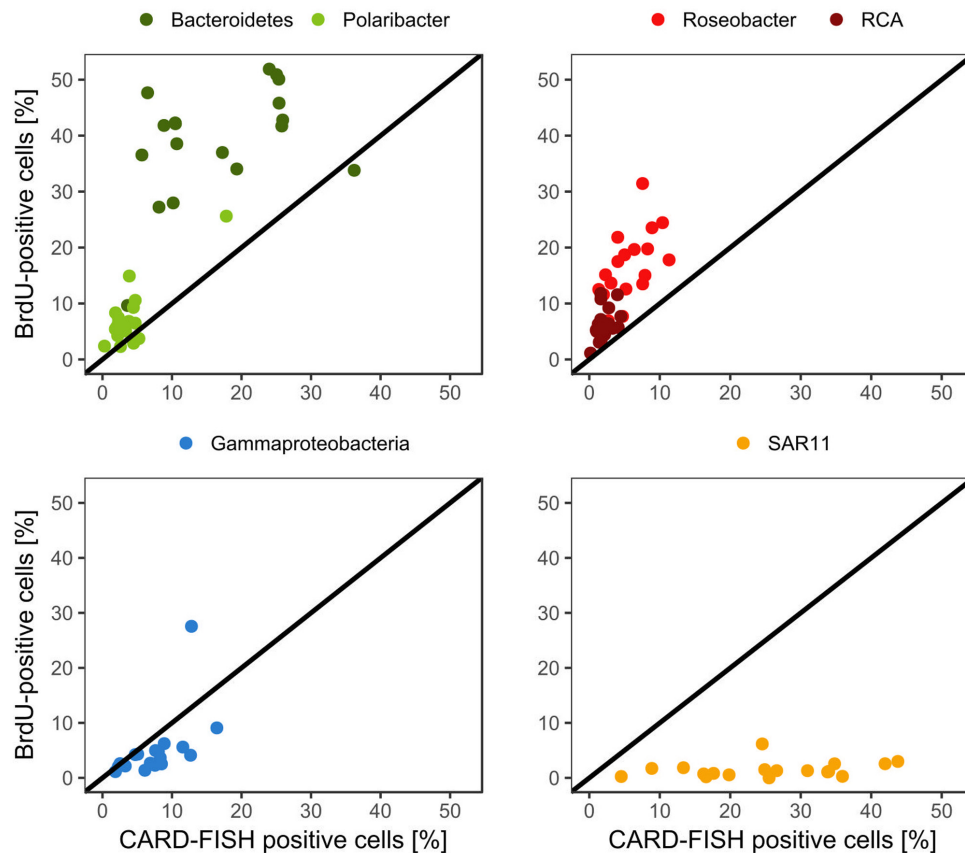 Bacteroidetes Polaribacter
Roseobacter RCA
BrdU-positive cells [%]
50
40
30
20
10
0
0 10 20 30 40 50
50
40
30
20
10
0
0 10 20 30 40 50
Gammaproteobacteria
SAR11
BrdU-positive cells [%]
50
40
30
20
10
0
0 10 20 30 40 50
CARD-FISH positive cells [%]
50
40
30
20
10
0
0 10 20 30 40 50
CARD-FISH positive cells [%]